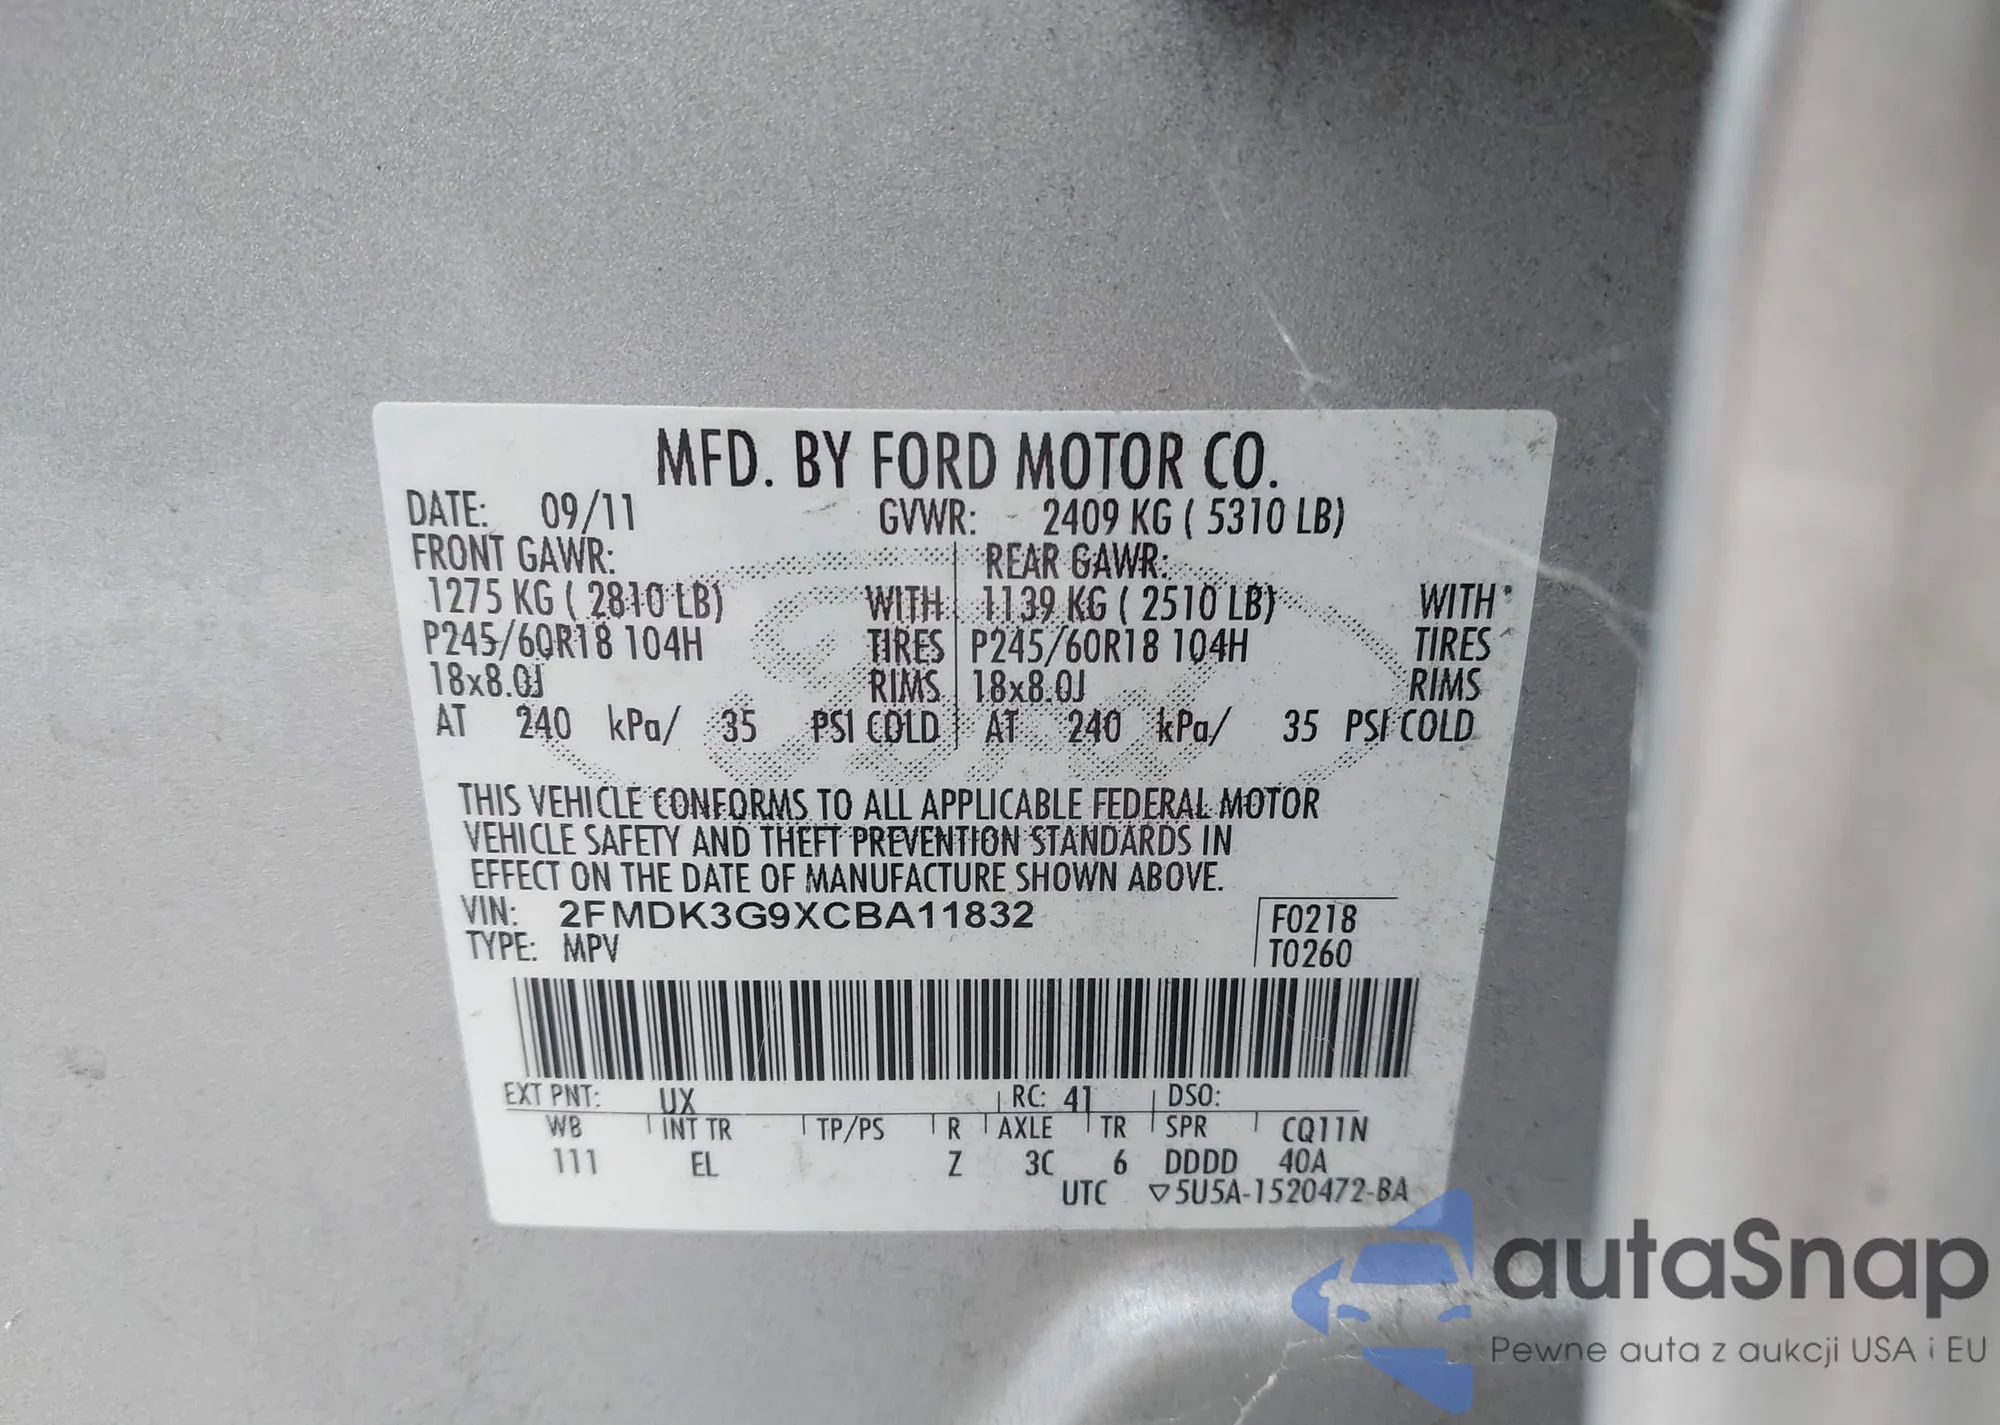 MFD. BY FORD MOTOR CO.
DATE: 09/11 GVWR: - 2409 KG ( 5310 LB)
FRONT GAWR: REAR GAWR:
1275 KG ( 2810 LB) WITH 1139 KG ( 2510 LB) WITH
P245/60R18 104H TIRES P245/60R18 104H TIRES
18x8.0J RIMS 18x8.0J RIMS
AT 240 kPa/ 35 PSI COLD AT 240 kPa/ 35 PSI COLD
THIS VEHICLE CONFORMS TO ALL APPLICABLE FEDERAL MOTOR
VEHICLE SAFETY AND THEFT PREVENTION STANDARDS IN
EFFECT ON THE DATE OF MANUFACTURE SHOWN ABOVE.
VIN: 2FMDK3G9XCBA11832 F0218
TYPE: MPV T0260
EXT PNT: UX RC: 41 DSO:
WB INT TR TP/PS R AXLE TR SPR CQ11N
111 EL Z 3C 6 DDDD 40A
UTC ▽5U5A-1520472-BA
autaSnap
Pewne auta z aukcji USA i EU